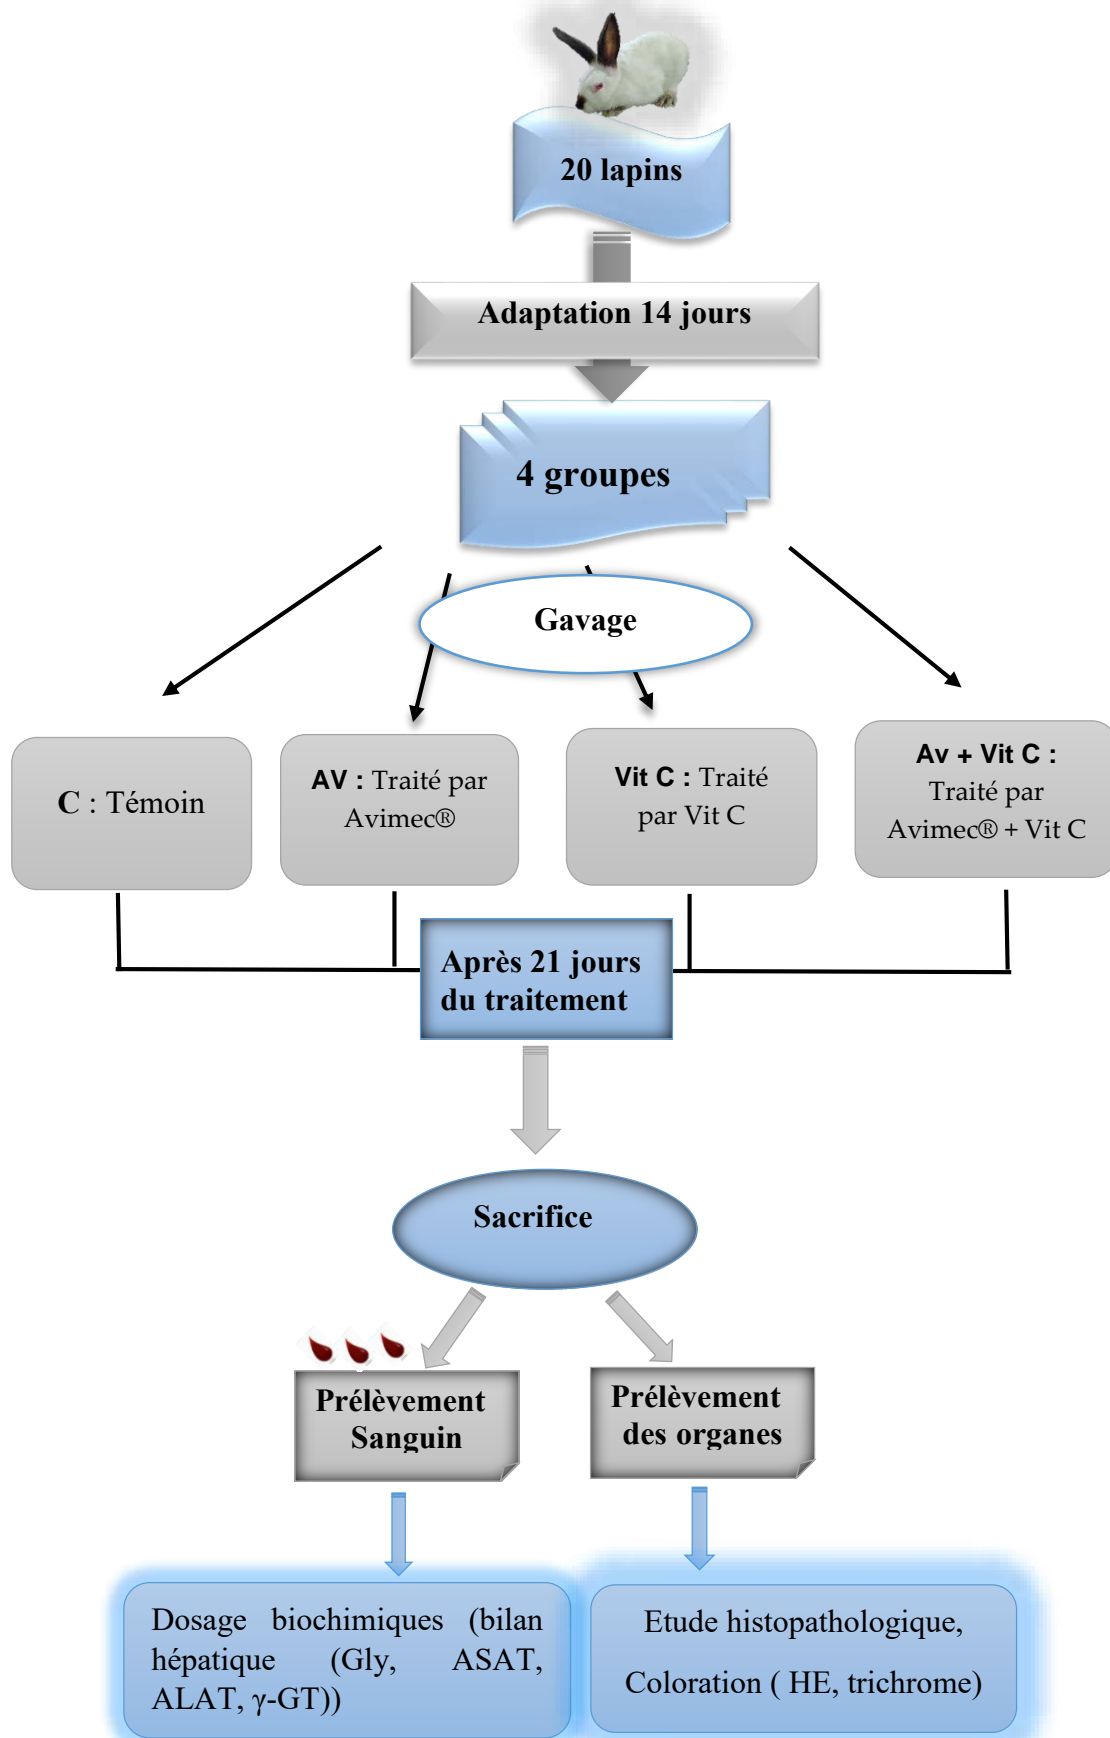 20 lapins
Adaptation 14 jours
4 groupes
Gavage
C : Témoin
AV : Traité par
Avimec®
Vit C : Traité
par Vit C
Av + Vit C :
Traité par
Avimec® + Vit C
Après 21 jours
du traitement
Sacrifice
Prélèvement
Sanguin
Prélèvement
des organes
Dosage biochimiques (bilan
hépatique (Gly, ASAT,
ALAT, γ-GT))
Etude histopathologique,
Coloration ( HE, trichrome)